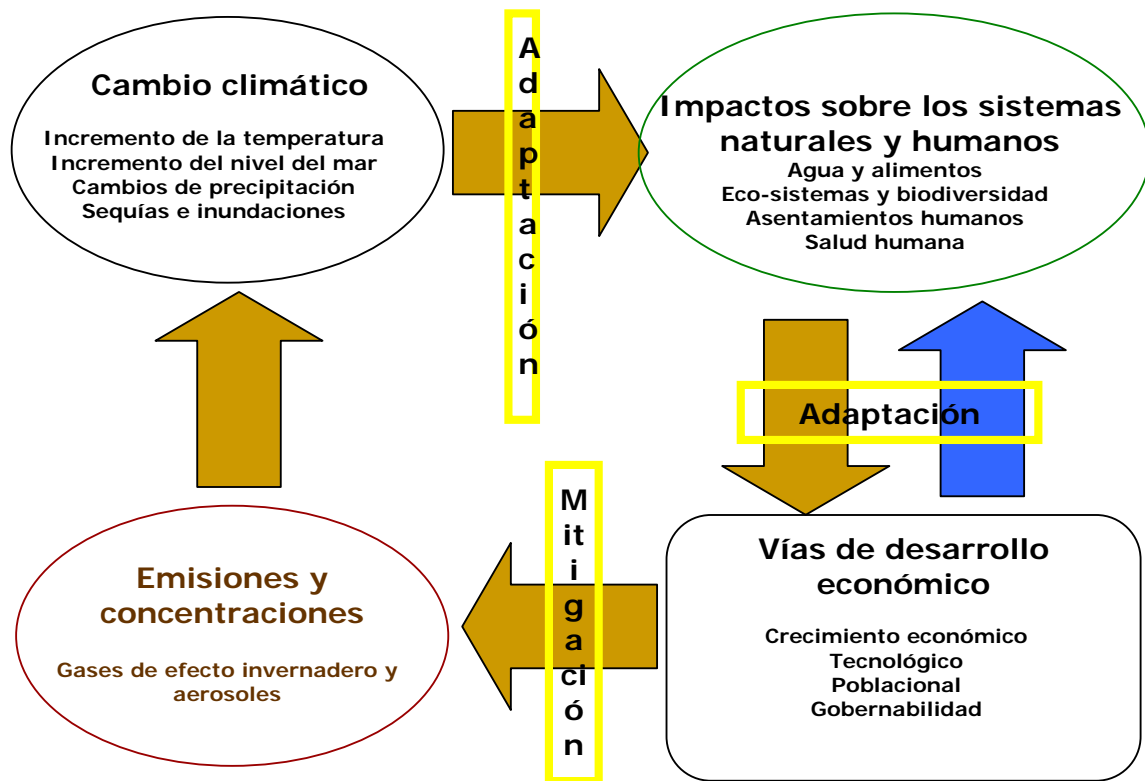 Cambio climático
Incremento de la temperatura
Incremento del nivel del mar
Cambios de precipitación
Sequías e inundaciones
Adaptación
Impactos sobre los sistemas
naturales y humanos
Agua y alimentos
Eco-sistemas y biodiversidad
Asentamientos humanos
Salud humana
Adaptación
Vías de desarrollo
económico
Crecimiento económico
Tecnológico
Poblacional
Gobernabilidad
Mitigación
Emisiones y
concentraciones
Gases de efecto invernadero y
aerosoles